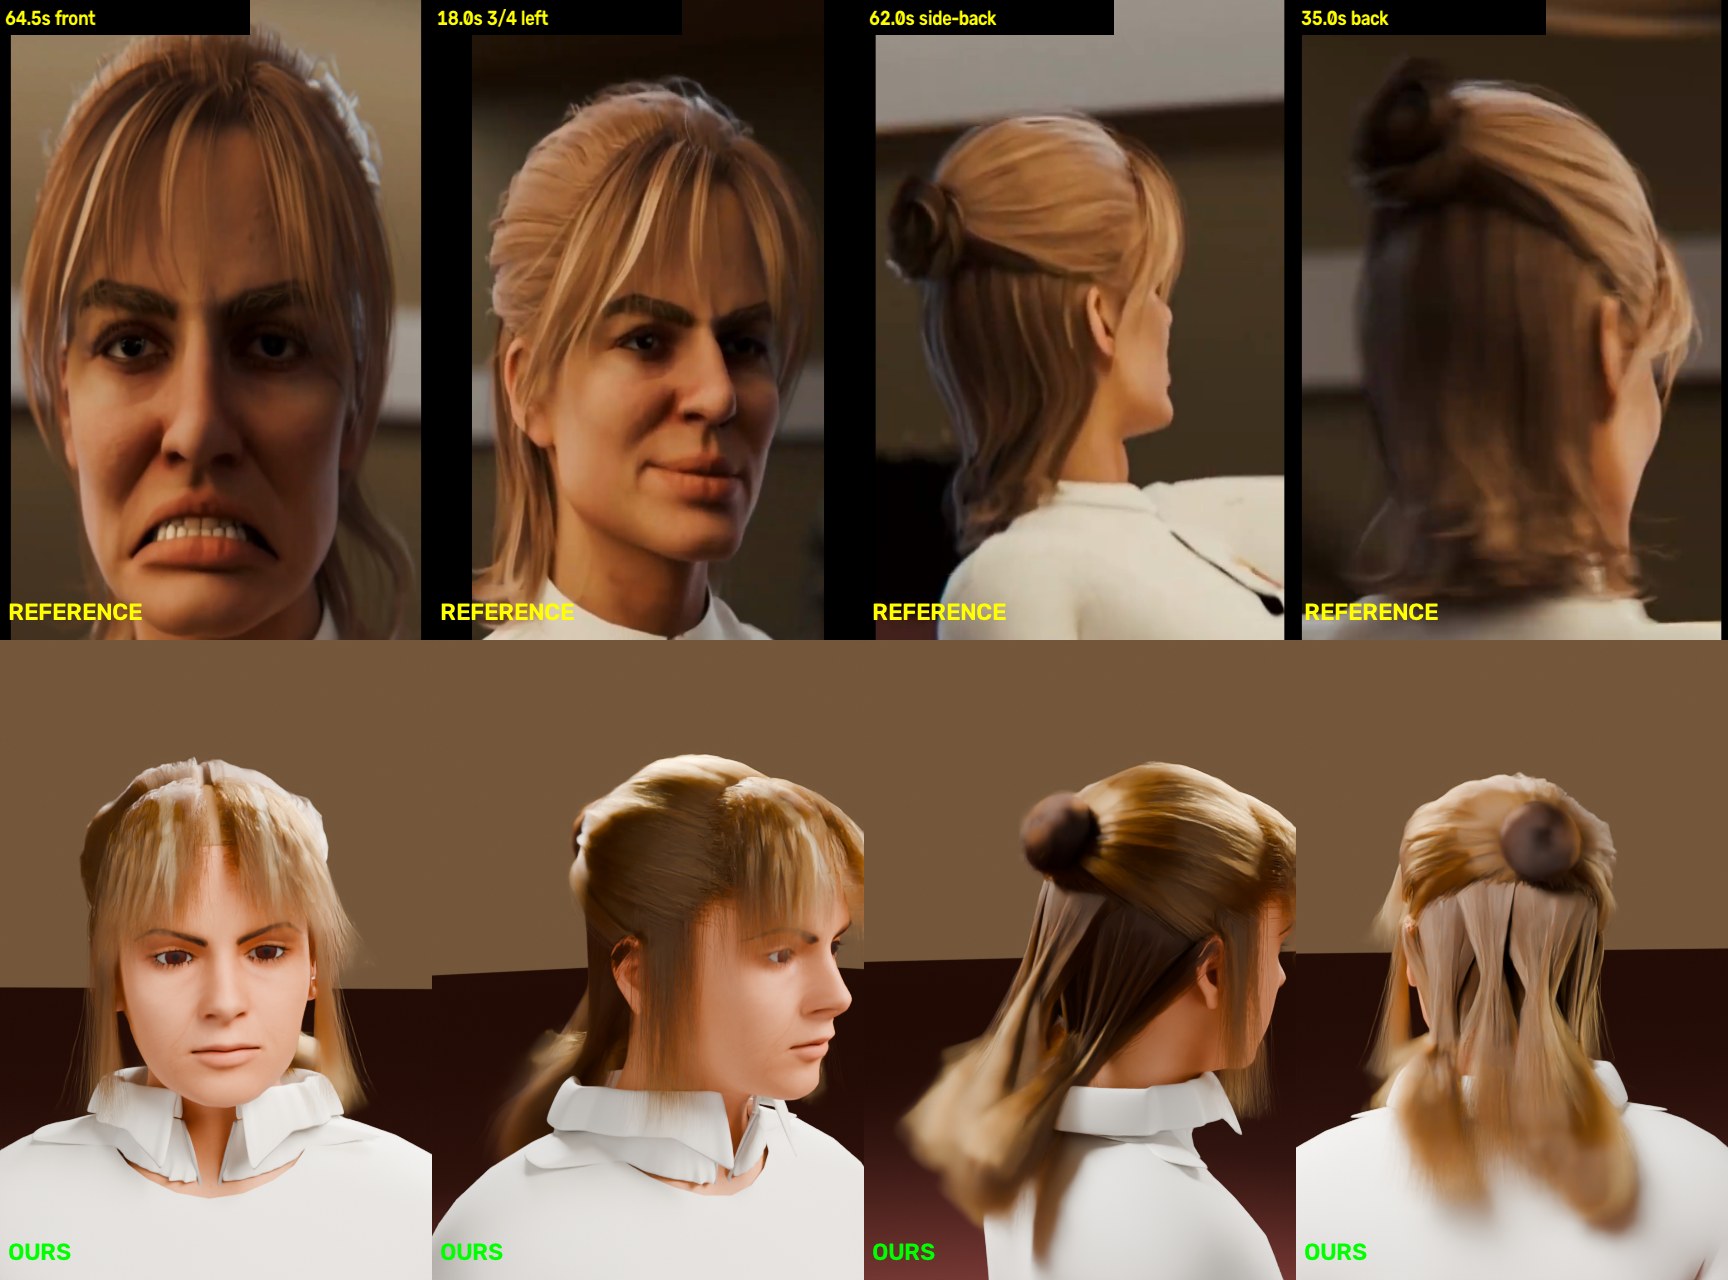 64.5s front
18.0s 3/4 left
62.0s side-back
35.0s back
REFERENCE
REFERENCE
REFERENCE
REFERENCE
OURS
OURS
OURS
OURS